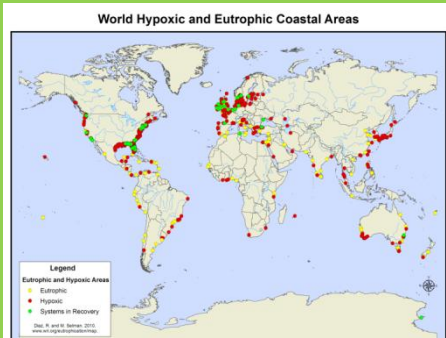 World Hypoxic and Eutrophic Coastal Areas
Legend
Eutrophic and Hypoxic Areas
Eutrophic
Hypoxic
Systems in Recovery
Diaz, R. and M. Selman. 2010.
www.wri.org/eutrophication/map.